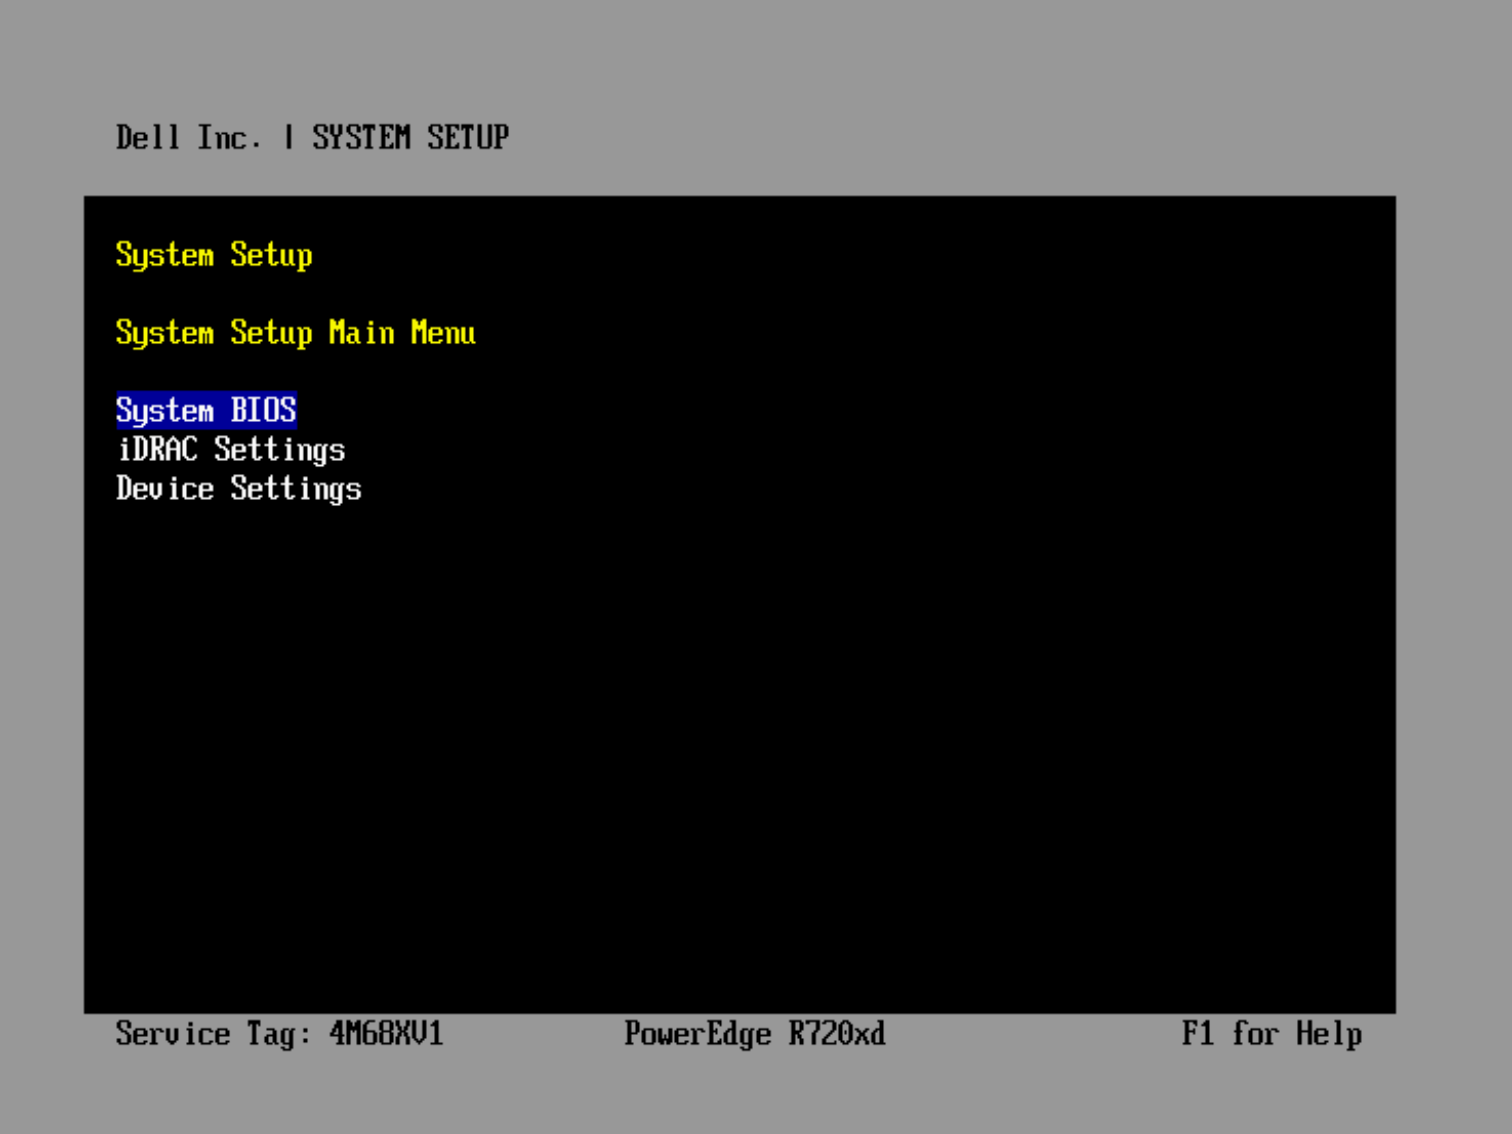 Dell Inc. | SYSTEM SETUP
System Setup
System Setup Main Menu
System BIOS
iDRAC Settings
Device Settings
Service Tag: 4M68XV1 PowerEdge R720xd F1 for Help